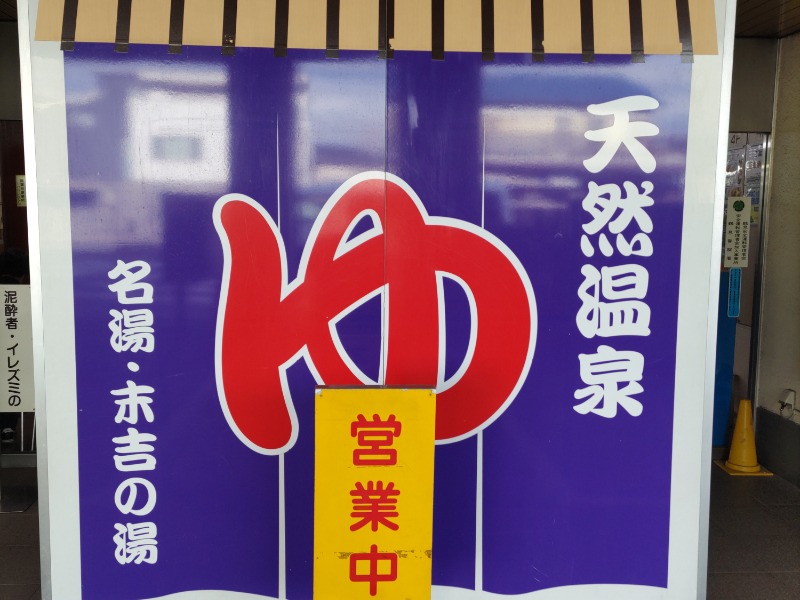 天然温泉
ゆ
名湯・末吉の湯
営業中
泥酔者・イレズミの